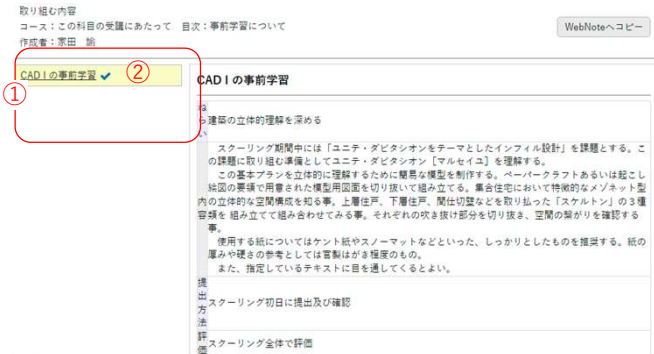 取り組む内容
コース：この科目の受講にあたって　目次：事前学習について
作成者：家田　諭
WebNoteへコピー
CADⅠの事前学習 ✔
①
②
CADⅠの事前学習
ねらい
建築の立体的理解を深める
内容
　スクーリング期間中には「ユニテ・ダビタシオンをテーマとしたインフィル設計」を課題とする。こ
の課題に取り組む準備としてユニテ・ダビタシオン［マルセイユ］を理解する。
　この基本プランを立体的に理解するために簡易な模型を制作する。ペーパークラフトあるいは起こし
絵図の要領で用意された模型用図面を切り抜いて組み立てる。集合住宅において特徴的なメゾネット型
の立体的な空間構成を知る事。上層住戸、下層住戸、間仕切壁などを取り払った「スケルトン」の３種
類を 組み立てて組み合わせてみる事。それぞれの吹き抜け部分を切り抜き、空間の繋がりを確認する
事。
　使用する紙についてはケント紙やスノーマットなどといった、しっかりとしたものを推奨する。紙の
厚みや硬さの参考としては官製はがき程度のもの。
　また、指定しているテキストに目を通してくるとよい。
提出方法
スクーリング初日に提出及び確認
評価
スクーリング全体で評価